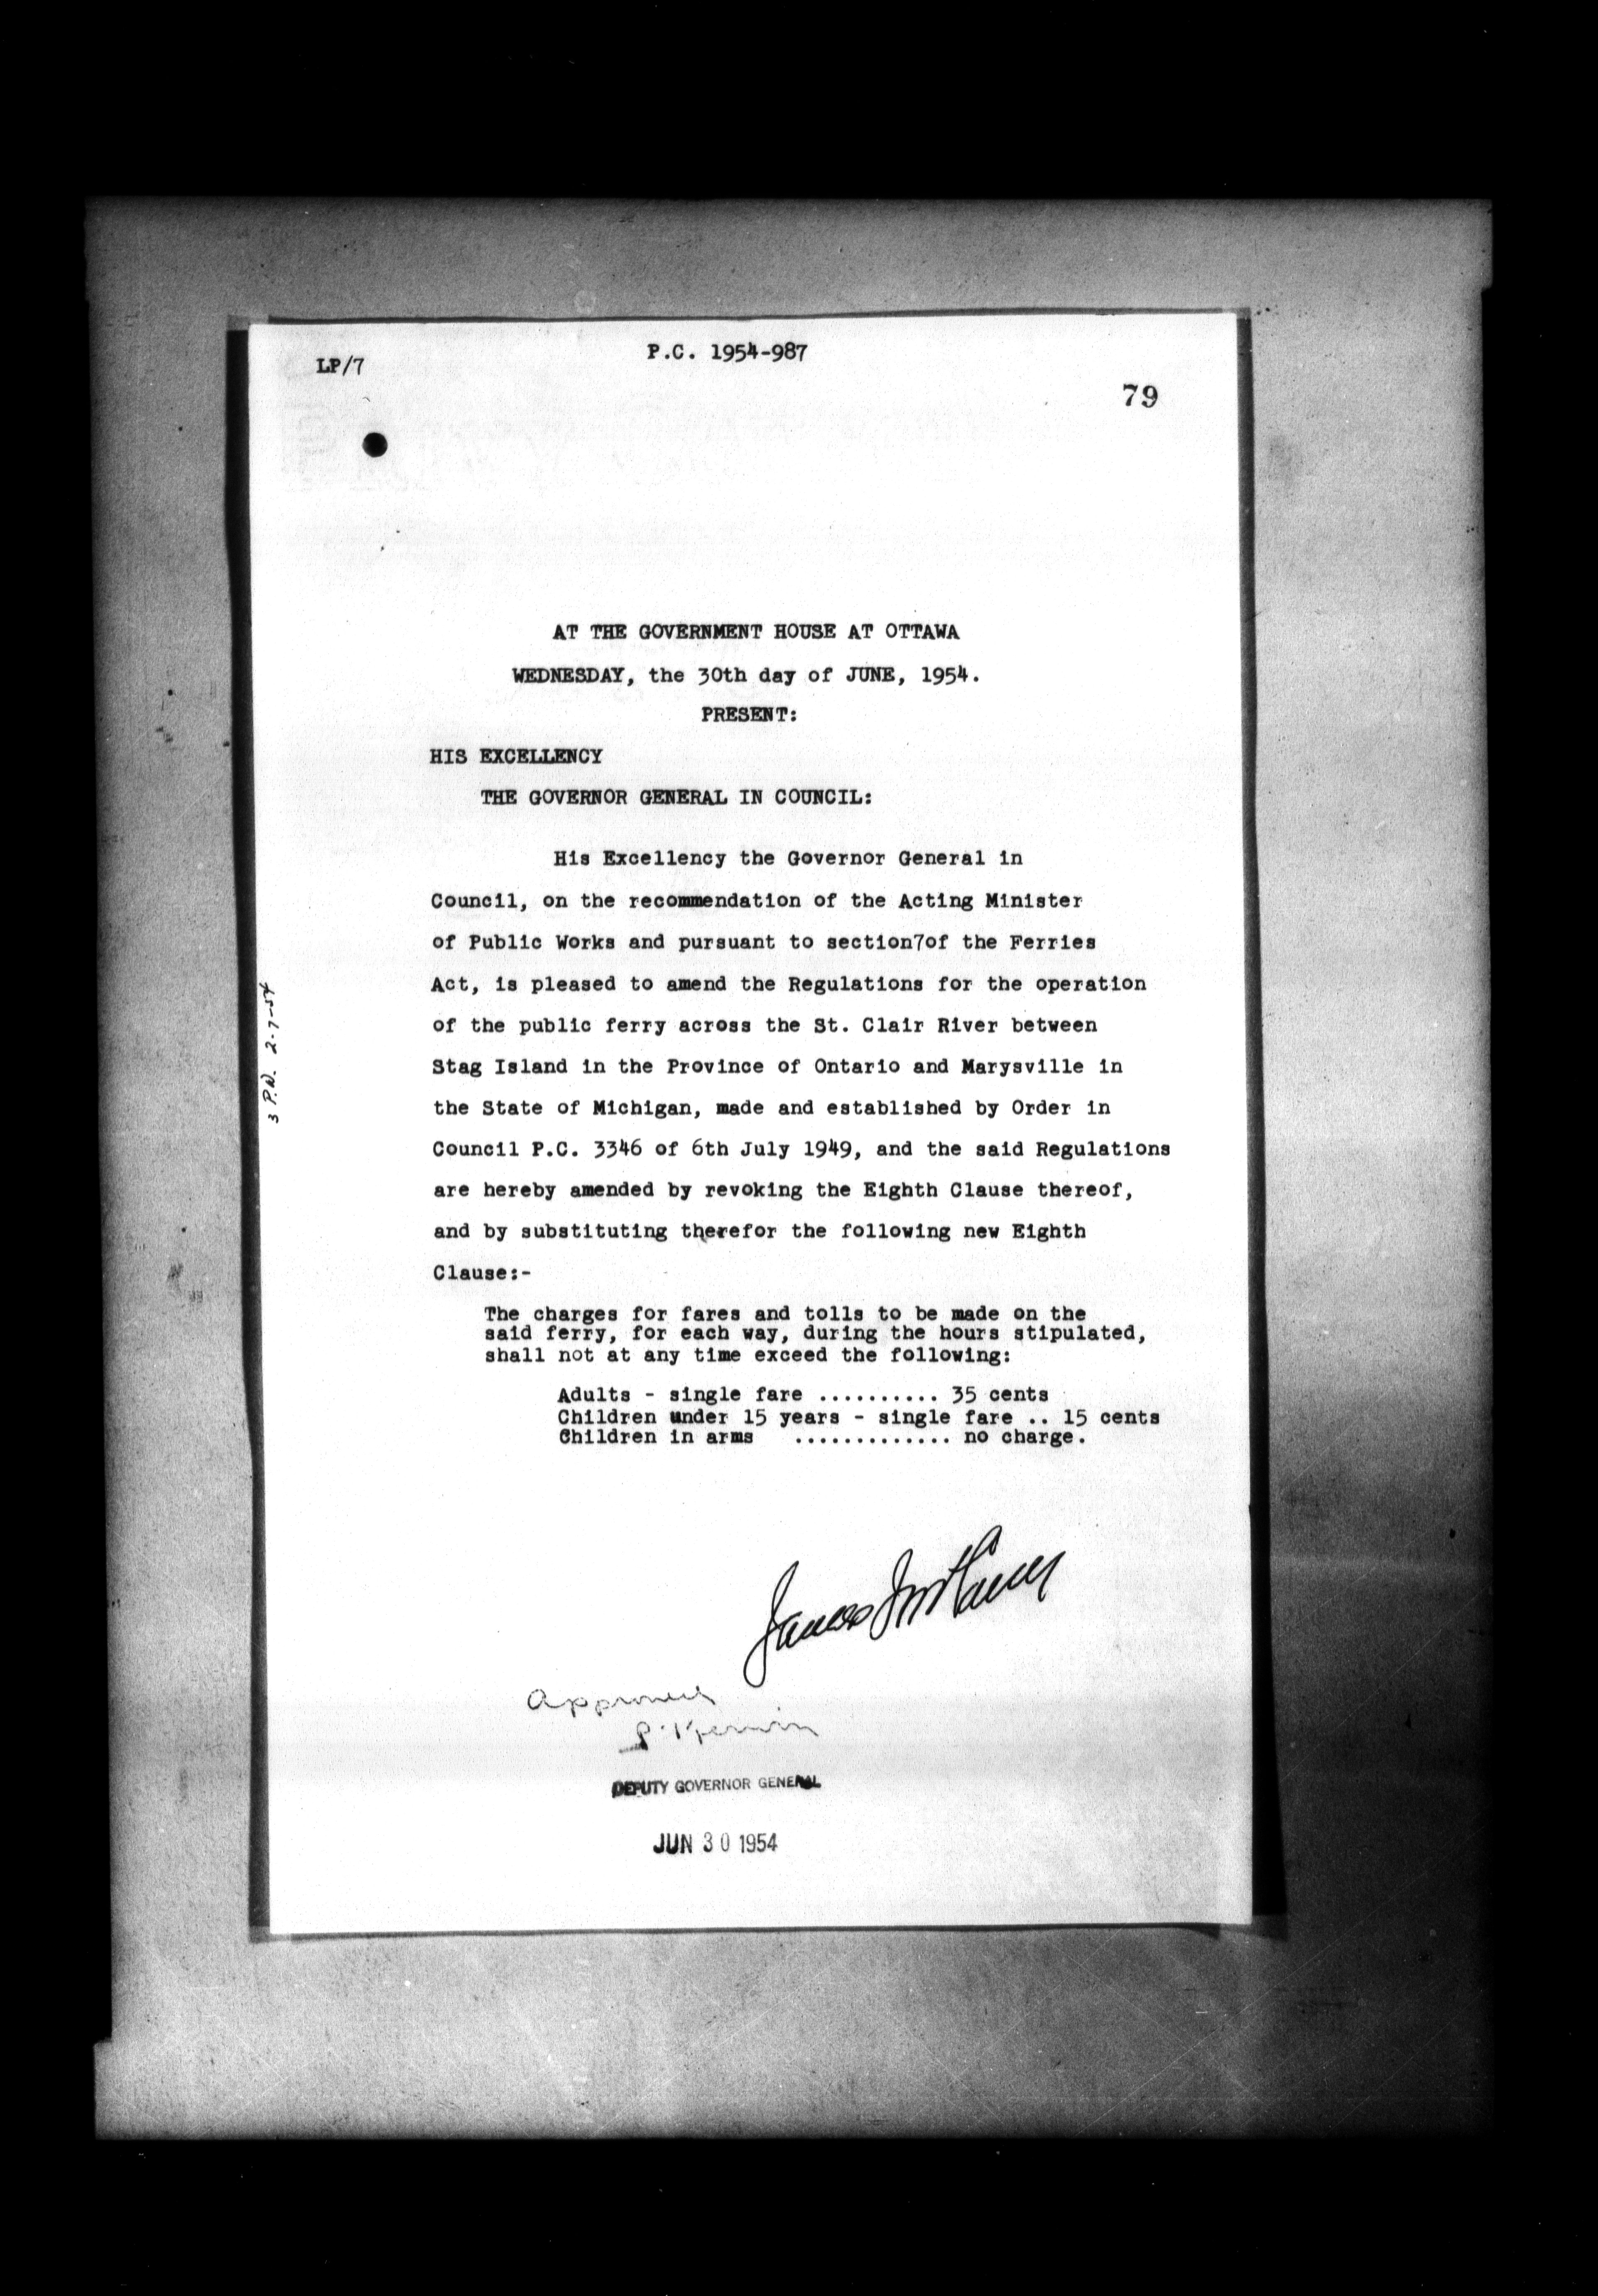 LP/7
P.C. 1954-987
79
AT THE GOVERNMENT HOUSE AT OTTAWA
WEDNESDAY, the 30th day of JUNE, 1954.
PRESENT:
HIS EXCELLENCY
THE GOVERNOR GENERAL IN COUNCIL:
His Excellency the Governor General in
Council, on the recommendation of the Acting Minister
of Public Works and pursuant to section7of the Ferries
Act, is pleased to amend the Regulations for the operation
of the public ferry across the St. Clair River between
Stag Island in the Province of Ontario and Marysville in
the State of Michigan, made and established by Order in
Council P.C. 3346 of 6th July 1949, and the said Regulations
are hereby amended by revoking the Eighth Clause thereof,
and by substituting therefor the following new Eighth
Clause:-
The charges for fares and tolls to be made on the
said ferry, for each way, during the hours stipulated,
shall not at any time exceed the following:
Adults - single fare .......... 35 cents
Children under 15 years - single fare .. 15 cents
Children in arms ............. no charge.
3 P.N. 2-7-54
James
Approved
P. Kerwin
DEPUTY GOVERNOR GENERAL
JUN 30 1954